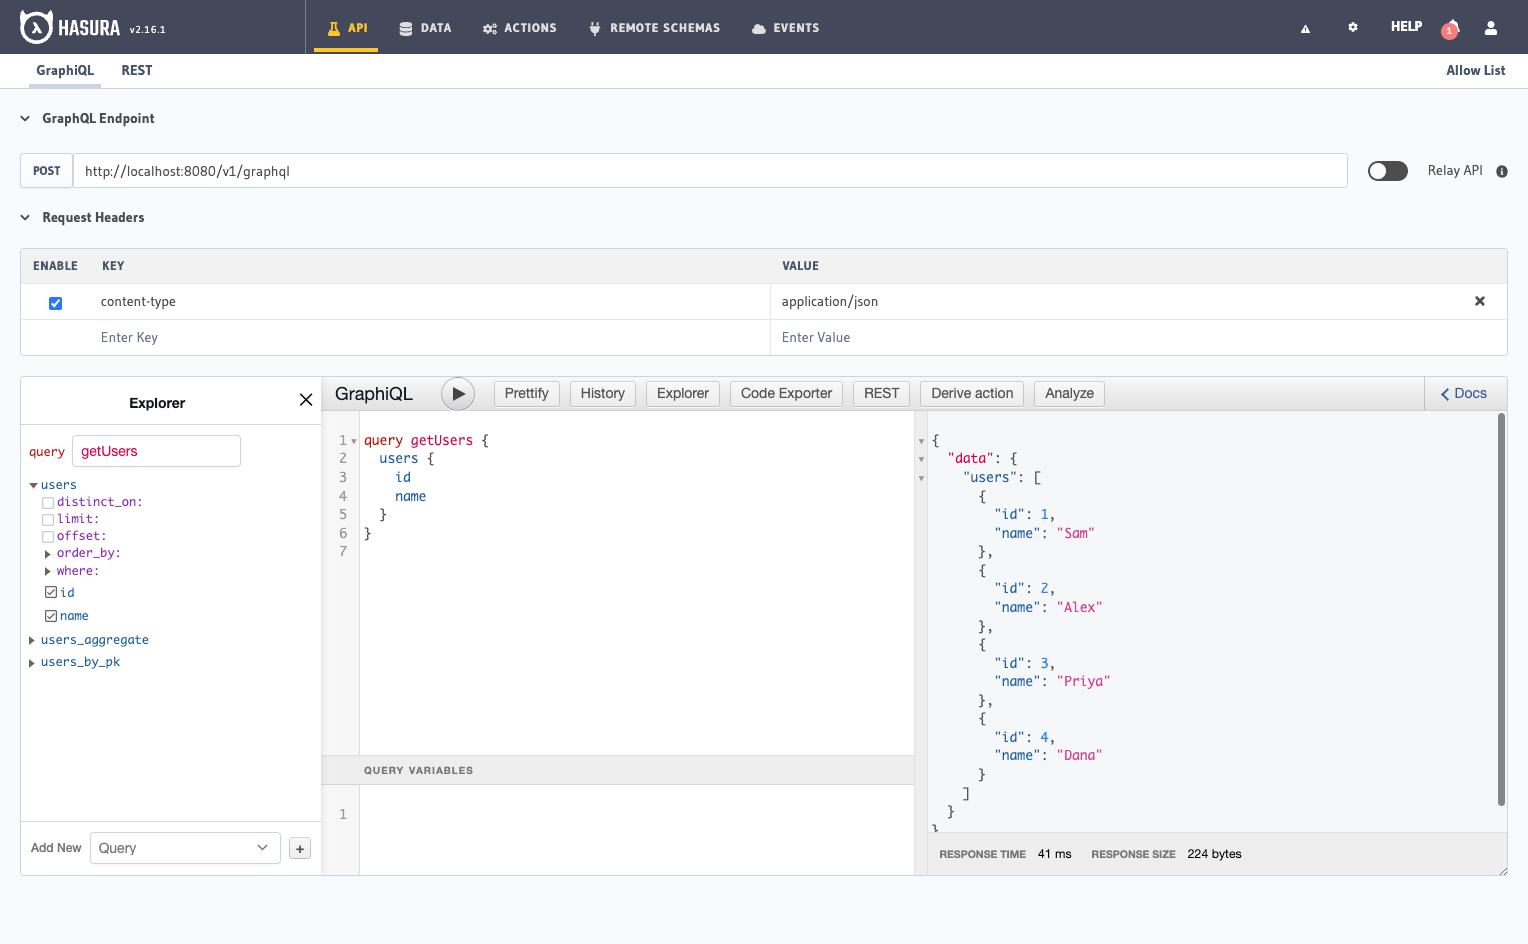 HASURA v2.16.1 API DATA ACTIONS REMOTE SCHEMAS EVENTS HELP 1
GraphiQL REST Allow List
GraphQL Endpoint
POST http://localhost:8080/v1/graphql Relay API
Request Headers
ENABLE KEY VALUE
content-type application/json
Enter Key Enter Value
Explorer
query getUsers
users
distinct_on:
limit:
offset:
order_by:
where:
id
name
users_aggregate
users_by_pk
Add New Query +
GraphiQL Prettify History Explorer Code Exporter REST Derive action Analyze Docs
1 query getUsers {
2 users {
3 id
4 name
5 }
6 }
7
QUERY VARIABLES
1
{
"data": {
"users": [
{
"id": 1,
"name": "Sam"
},
{
"id": 2,
"name": "Alex"
},
{
"id": 3,
"name": "Priya"
},
{
"id": 4,
"name": "Dana"
}
]
}
}
RESPONSE TIME 41 ms RESPONSE SIZE 224 bytes